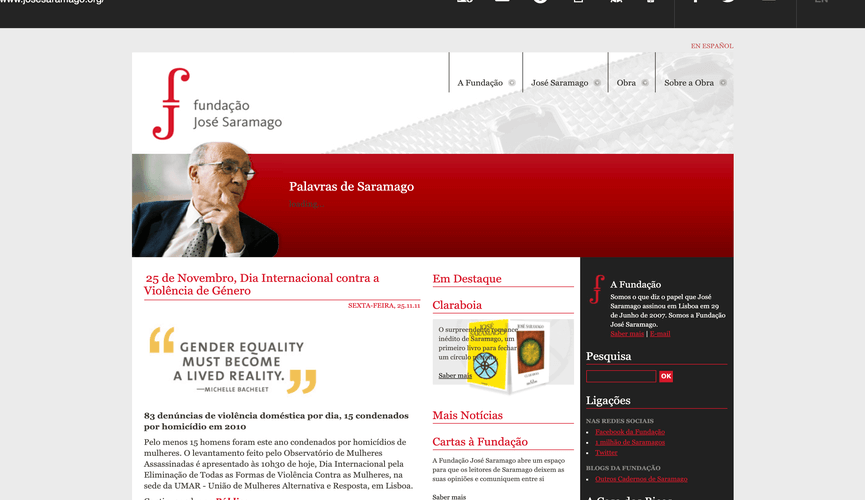 www.josesaramago.org/
EN
EN ESPAÑOL
A Fundação
José Saramago
Obra
Sobre a Obra
fundação
José Saramago
Palavras de Saramago
loading...
25 de Novembro, Dia Internacional contra a
Violência de Género
SEXTA-FEIRA, 25.11.11
“ GENDER EQUALITY
MUST BECOME
A LIVED REALITY. ”
—MICHELLE BACHELET
83 denúncias de violência doméstica por dia, 15 condenados
por homicídio em 2010
Pelo menos 15 homens foram este ano condenados por homicídios de
mulheres. O levantamento feito pelo Observatório de Mulheres
Assassinadas é apresentado às 10h30 de hoje, Dia Internacional pela
Eliminação de Todas as Formas de Violência Contra as Mulheres, na
sede da UMAR - União de Mulheres Alternativa e Resposta, em Lisboa.
Em Destaque
Claraboia
O surpreendente romance
inédito de Saramago, um
primeiro livro para fechar
um círculo
Saber mais
JOSÉ SARAMAGO
Mais Notícias
Cartas à Fundação
A Fundação José Saramago abre um espaço
para que os leitores de Saramago deixem as
suas opiniões e comuniquem entre si
Saber mais
A Fundação
Somos o que diz o papel que José
Saramago assinou em Lisboa em 29
de Junho de 2007. Somos a Fundação
José Saramago.
Saber mais | E-mail
Pesquisa
OK
Ligações
NAS REDES SOCIAIS
Facebook da Fundação
1 milhão de Saramagos
Twitter
BLOGS DA FUNDAÇÃO
Outros Cadernos de Saramago